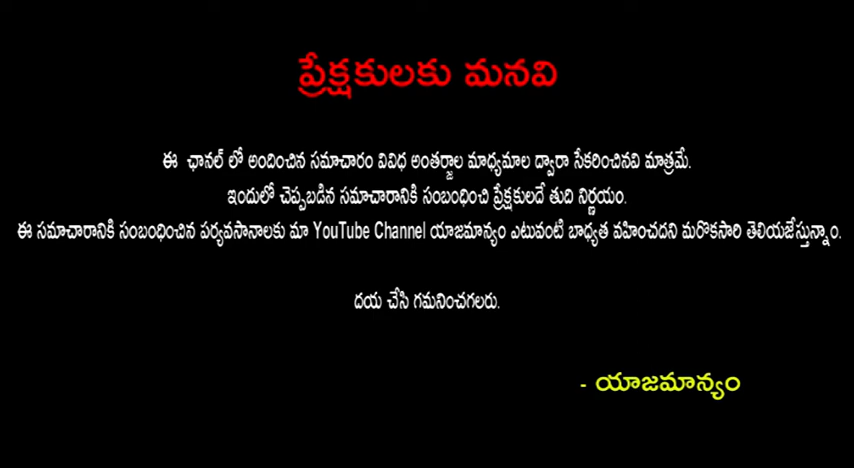 ప్రేక్షకులకు మనవి
ఈ ఛానల్ లో అందించిన సమాచారం వివిధ అంతర్జాల మాధ్యమాల ద్వారా సేకరించినవి మాత్రమే.
ఇందులో చెప్పబడిన సమాచారానికి సంబంధించి ప్రేక్షకులదే తుది నిర్ణయం.
ఈ సమాచారానికి సంబంధించిన పర్యవసానాలకు మా YouTube Channel యాజమాన్యం ఎటువంటి బాధ్యత వహించదని మరొకసారి తెలియజేస్తున్నాం.
దయ చేసి గమనించగలరు.
- యాజమాన్యం